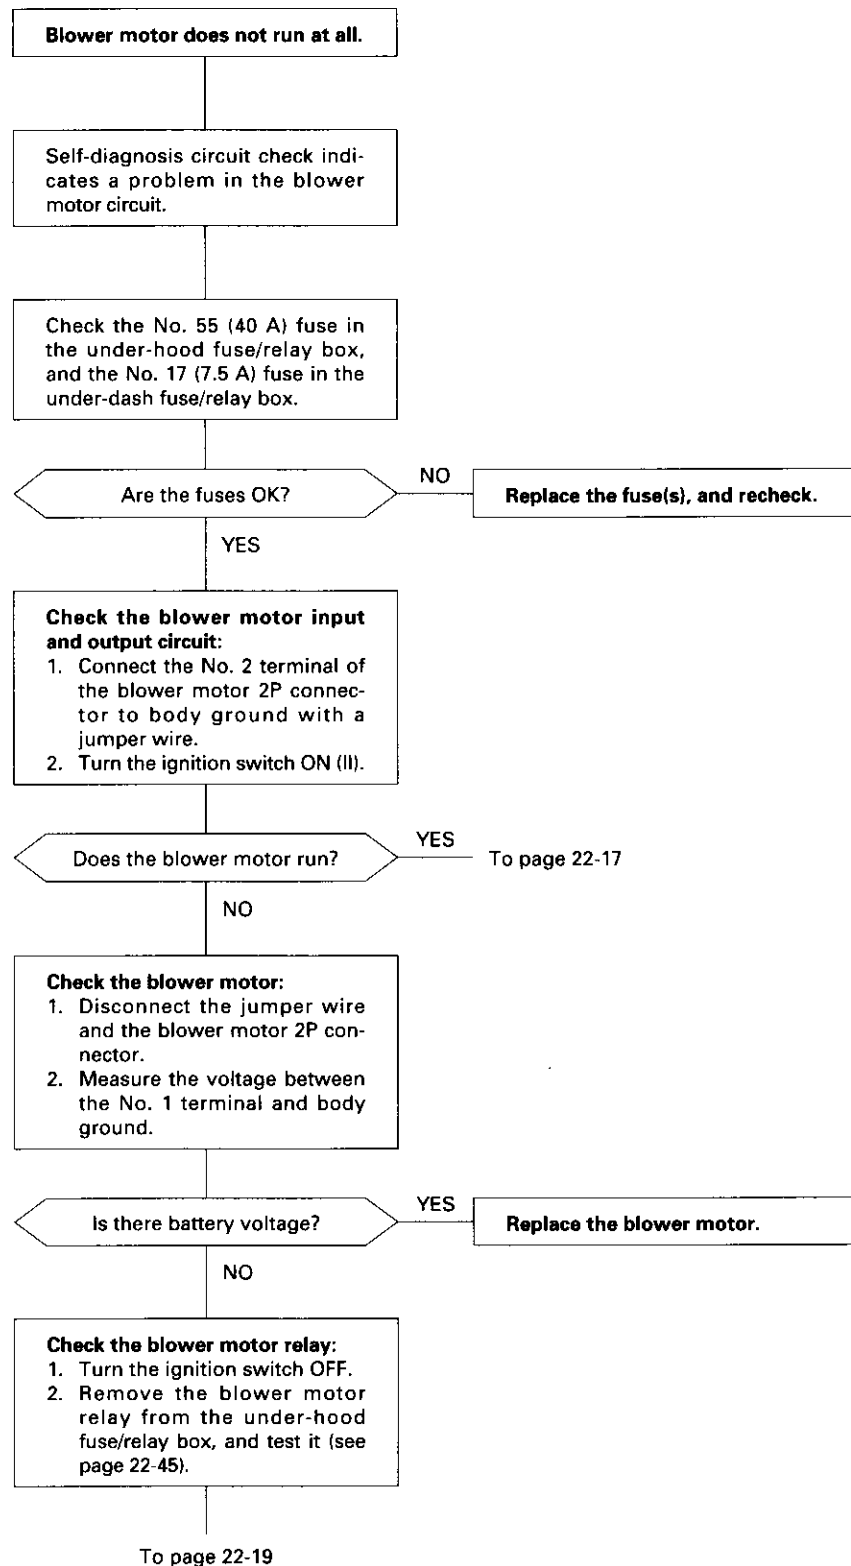 Blower motor does not run at all.
Self-diagnosis circuit check indi-
cates a problem in the blower
motor circuit.
Check the No. 55 (40 A) fuse in
the under-hood fuse/relay box,
and the No. 17 (7.5 A) fuse in the
under-dash fuse/relay box.
Are the fuses OK?
NO
Replace the fuse(s), and recheck.
YES
Check the blower motor input
and output circuit:
1. Connect the No. 2 terminal of
the blower motor 2P connec-
tor to body ground with a
jumper wire.
2. Turn the ignition switch ON (II).
Does the blower motor run?
YES
To page 22-17
NO
Check the blower motor:
1. Disconnect the jumper wire
and the blower motor 2P con-
nector.
2. Measure the voltage between
the No. 1 terminal and body
ground.
Is there battery voltage?
YES
Replace the blower motor.
NO
Check the blower motor relay:
1. Turn the ignition switch OFF.
2. Remove the blower motor
relay from the under-hood
fuse/relay box, and test it (see
page 22-45).
To page 22-19